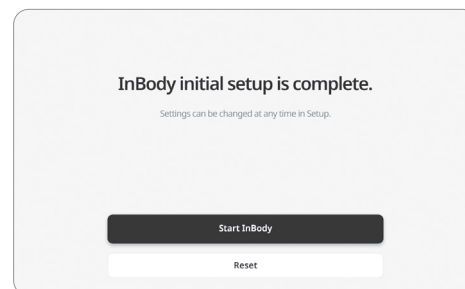 InBody initial setup is complete.
Settings can be changed at any time in Setup.
Start InBody
Reset